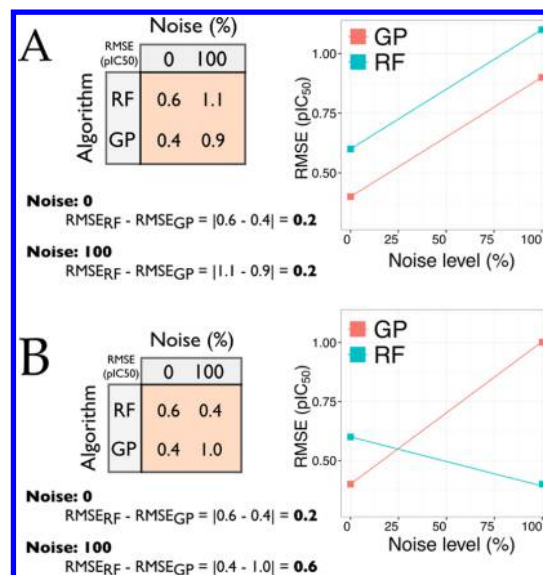 A
Noise (%)
RMSE
(pIC50)
0 100
Algorithm
RF 0.6 1.1
GP 0.4 0.9
Noise: 0
RMSERF - RMSEGP = |0.6 - 0.4| = 0.2
Noise: 100
RMSERF - RMSEGP = |1.1 - 0.9| = 0.2
GP
RF
RMSE (pIC50)
1.00
0.75
0.50
0 25 50 75 100
Noise level (%)
B
Noise (%)
RMSE
(pIC50)
0 100
Algorithm
RF 0.6 0.4
GP 0.4 1.0
Noise: 0
RMSERF - RMSEGP = |0.6 - 0.4| = 0.2
Noise: 100
RMSERF - RMSEGP = |0.4 - 1.0| = 0.6
GP
RF
RMSE (pIC50)
1.00
0.75
0.50
0 25 50 75 100
Noise level (%)